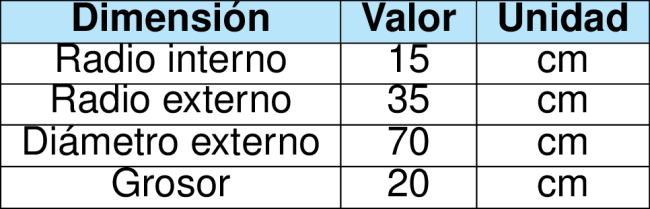 Dimensión Valor Unidad
Radio interno 15 cm
Radio externo 35 cm
Diámetro externo 70 cm
Grosor 20 cm